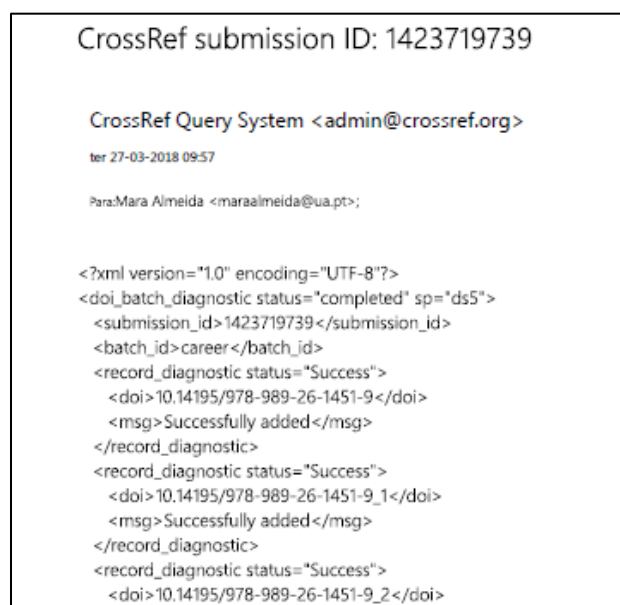 CrossRef submission ID: 1423719739
CrossRef Query System <admin@crossref.org>
ter 27-03-2018 09:57
Para:Mara Almeida <maraalmeida@ua.pt>;
<?xml version="1.0" encoding="UTF-8"?>
<doi_batch_diagnostic status="completed" sp="ds5">
<submission_id>1423719739</submission_id>
<batch_id>career</batch_id>
<record_diagnostic status="Success">
<doi>10.14195/978-989-26-1451-9</doi>
<msg>Successfully added</msg>
</record_diagnostic>
<record_diagnostic status="Success">
<doi>10.14195/978-989-26-1451-9_1</doi>
<msg>Successfully added</msg>
</record_diagnostic>
<record_diagnostic status="Success">
<doi>10.14195/978-989-26-1451-9_2</doi>